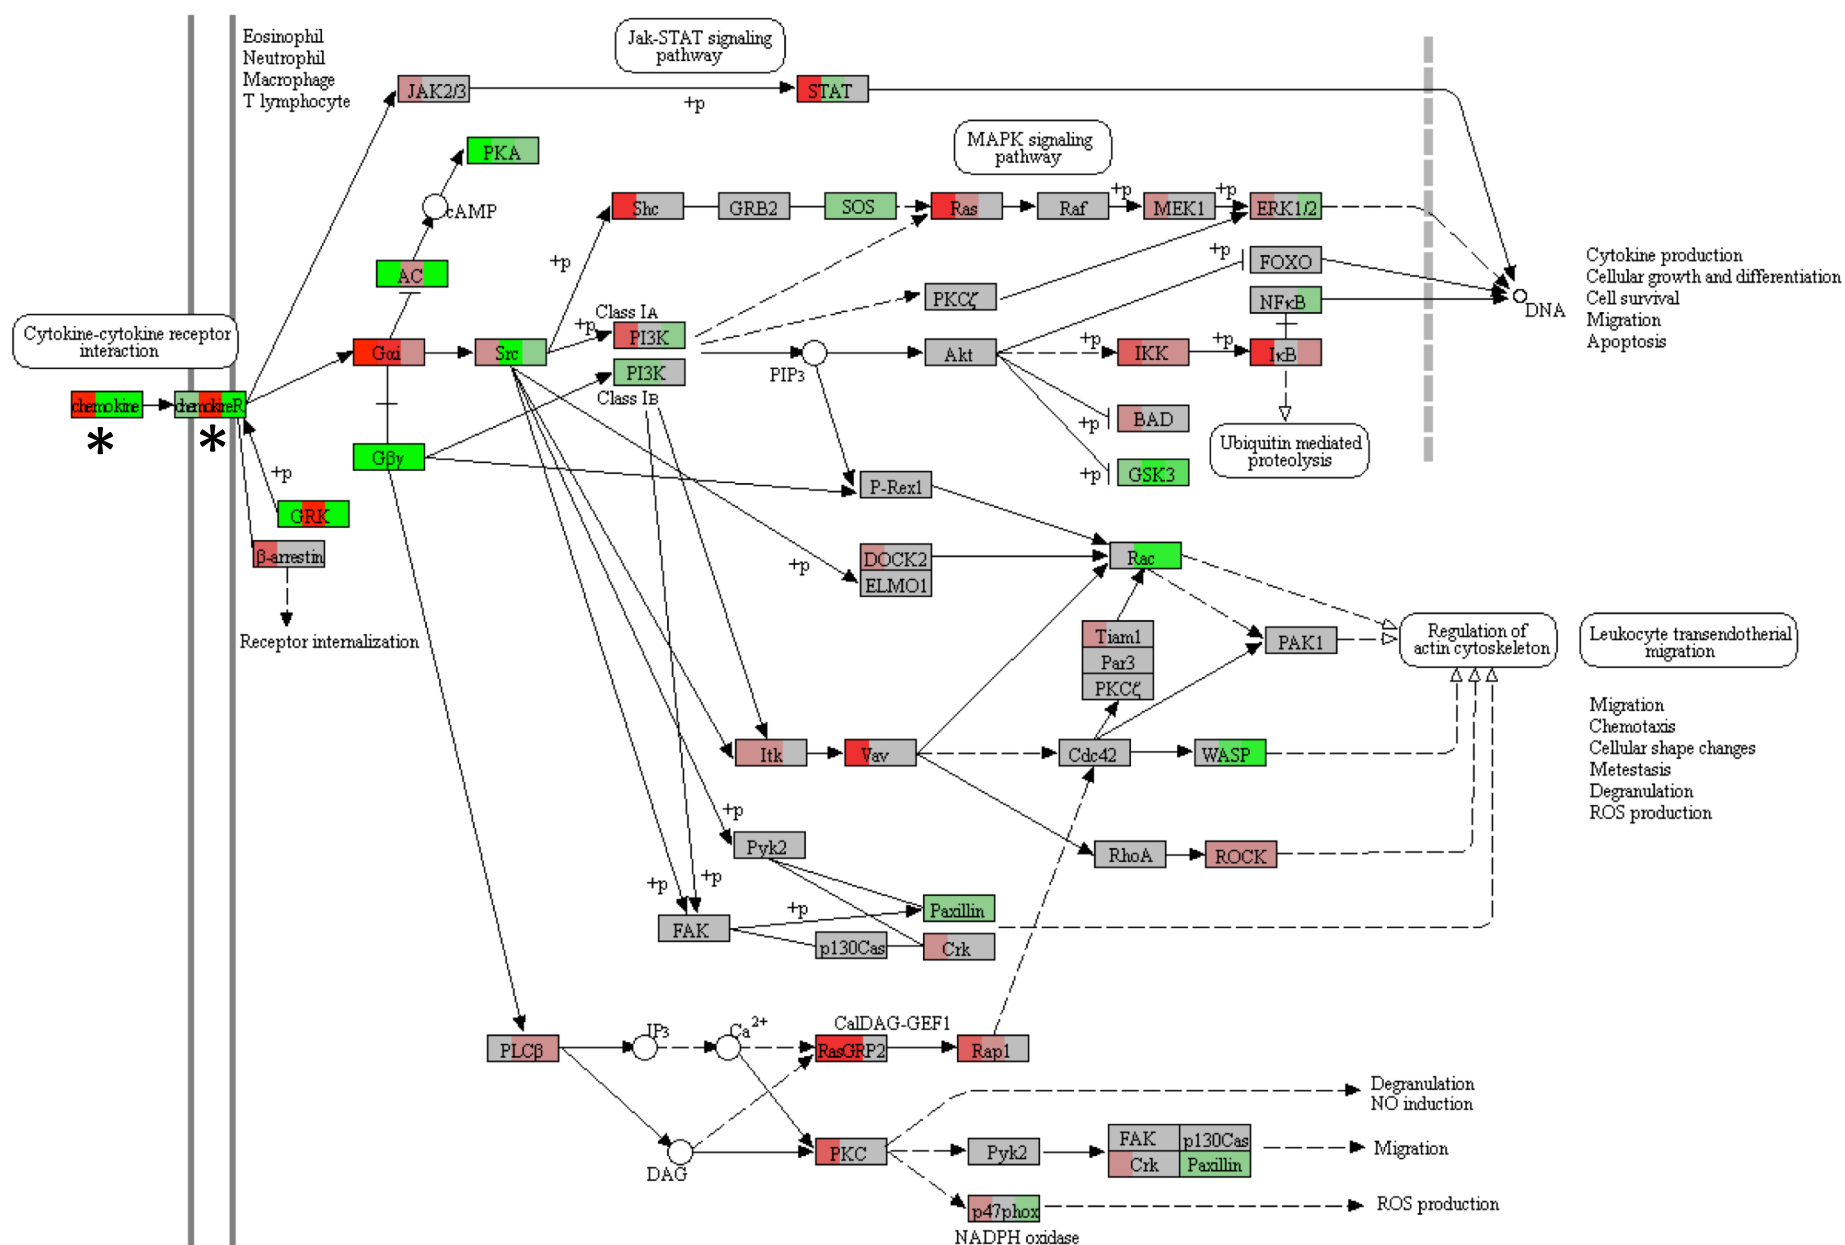 Eosinophil
Neutrophil
Macrophage
T lymphocyte
Jak-STAT signaling
pathway
JAK2/3
+p
STAT
PKA
cAMP
AC
MAPK signaling
pathway
Shc
GRB2
SOS
Ras
Raf
+p
MEK1
+p
ERK1/2
+p
+p
FOXO
NFκB
DNA
Cytokine production
Cellular growth and differentiation
Cell survival
Migration
Apoptosis
Cytokine-cytokine receptor
interaction
chemokine
chemokineR
*
*
Gαi
Src
+p
Class IA
PI3K
PI3K
Class IB
PKCζ
PIP3
Akt
+p
IKK
+p
IκB
+p
BAD
+p
GSK3
Ubiquitin mediated
proteolysis
Gβγ
+p
GRK
β-arrestin
Receptor internalization
P-Rex1
+p
DOCK2
ELMO1
Rac
Tiam1
Par3
PKCζ
PAK1
Regulation of
actin cytoskeleton
Leukocyte transendotherial
migration
Itk
Vav
Cdc42
WASP
Migration
Chemotaxis
Cellular shape changes
Metestasis
Degranulation
ROS production
+p
Pyk2
RhoA
ROCK
+p
+p
FAK
+p
Paxillin
p130Cas
Crk
PLCβ
IP3
Ca2+
CalDAG-GEF1
RasGRP2
Rap1
DAG
PKC
Degranulation
NO induction
Pyk2
FAK
p130Cas
Crk
Paxillin
Migration
p47phox
NADPH oxidase
ROS production